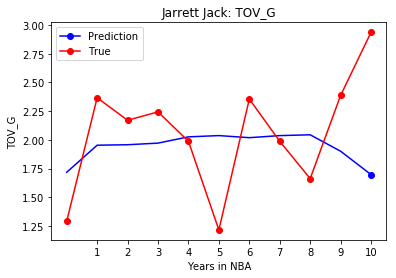 Jarrett Jack: TOV_G
Prediction
True
TOV_G
3.00
2.75
2.50
2.25
2.00
1.75
1.50
1.25
1 2 3 4 5 6 7 8 9 10
Years in NBA